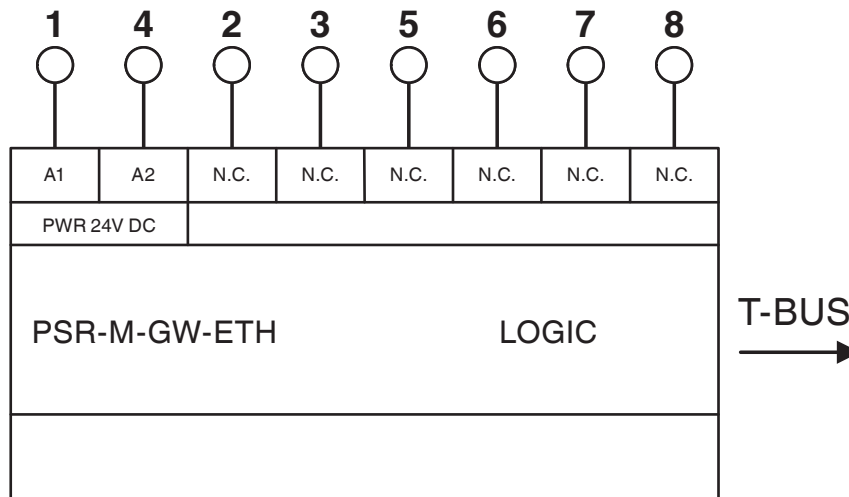 1 4 2 3 5 6 7 8
A1 A2 N.C. N.C. N.C. N.C. N.C. N.C.
PWR 24V DC
PSR-M-GW-ETH LOGIC
T-BUS